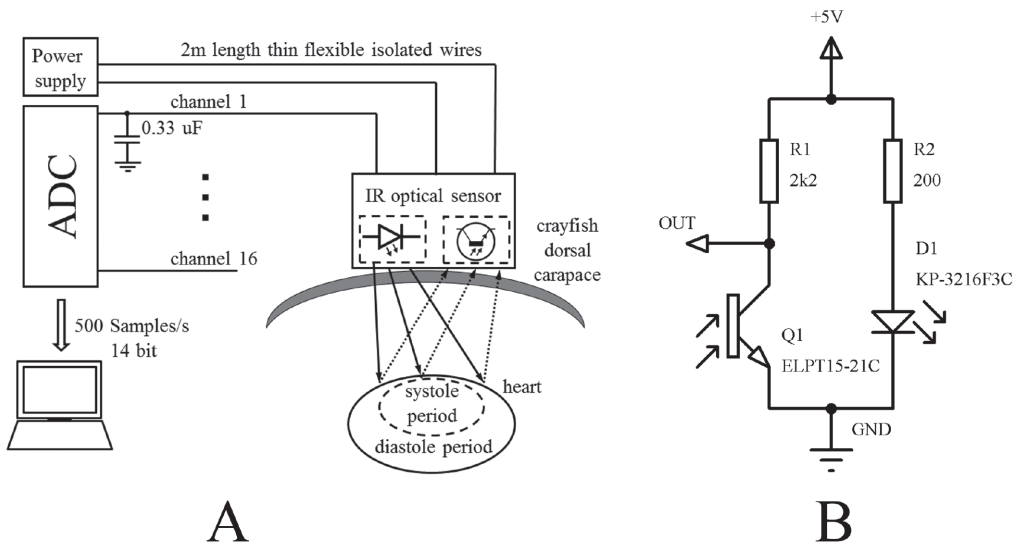 Power
supply
2m length thin flexible isolated wires
channel 1
0.33 uF
ADC
channel 16
500 Samples/s
14 bit
IR optical sensor
crayfish
dorsal
carapace
heart
systole
period
diastole period
A
+5V
R1
2k2
R2
200
OUT
D1
KP-3216F3C
Q1
ELPT15-21C
GND
B